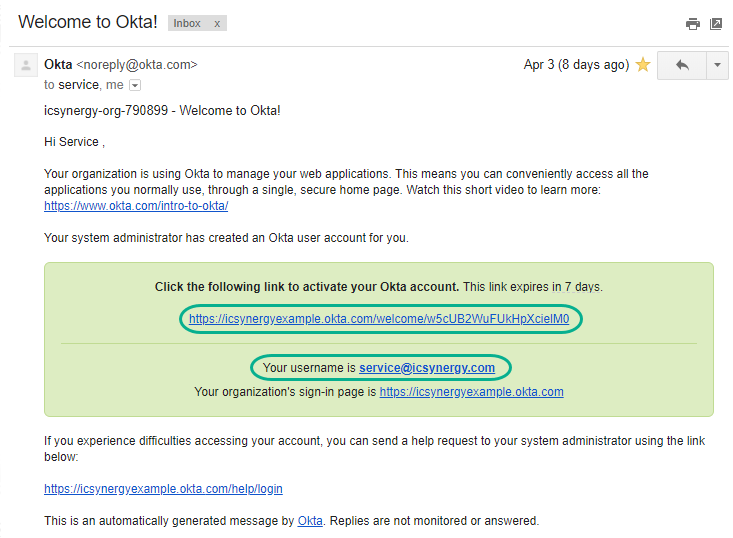 Welcome to Okta! Inbox x
Okta <noreply@okta.com> Apr 3 (8 days ago)
to service, me
icsynergy-org-790899 - Welcome to Okta!
Hi Service ,
Your organization is using Okta to manage your web applications. This means you can conveniently access all the
applications you normally use, through a single, secure home page. Watch this short video to learn more:
https://www.okta.com/intro-to-okta/
Your system administrator has created an Okta user account for you.
Click the following link to activate your Okta account. This link expires in 7 days.
https://icsynergyexample.okta.com/welcome/w5cUB2WuFUkHpXcielM0
Your username is service@icsynergy.com
Your organization's sign-in page is https://icsynergyexample.okta.com
If you experience difficulties accessing your account, you can send a help request to your system administrator using the link
below:
https://icsynergyexample.okta.com/help/login
This is an automatically generated message by Okta. Replies are not monitored or answered.